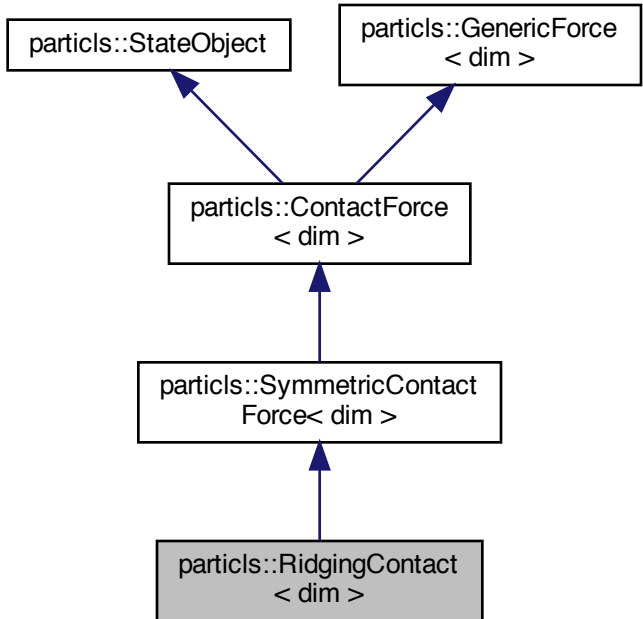 particls::StateObject
particls::GenericForce
< dim >
particls::ContactForce
< dim >
particls::SymmetricContact
Force< dim >
particls::RidgingContact
< dim >